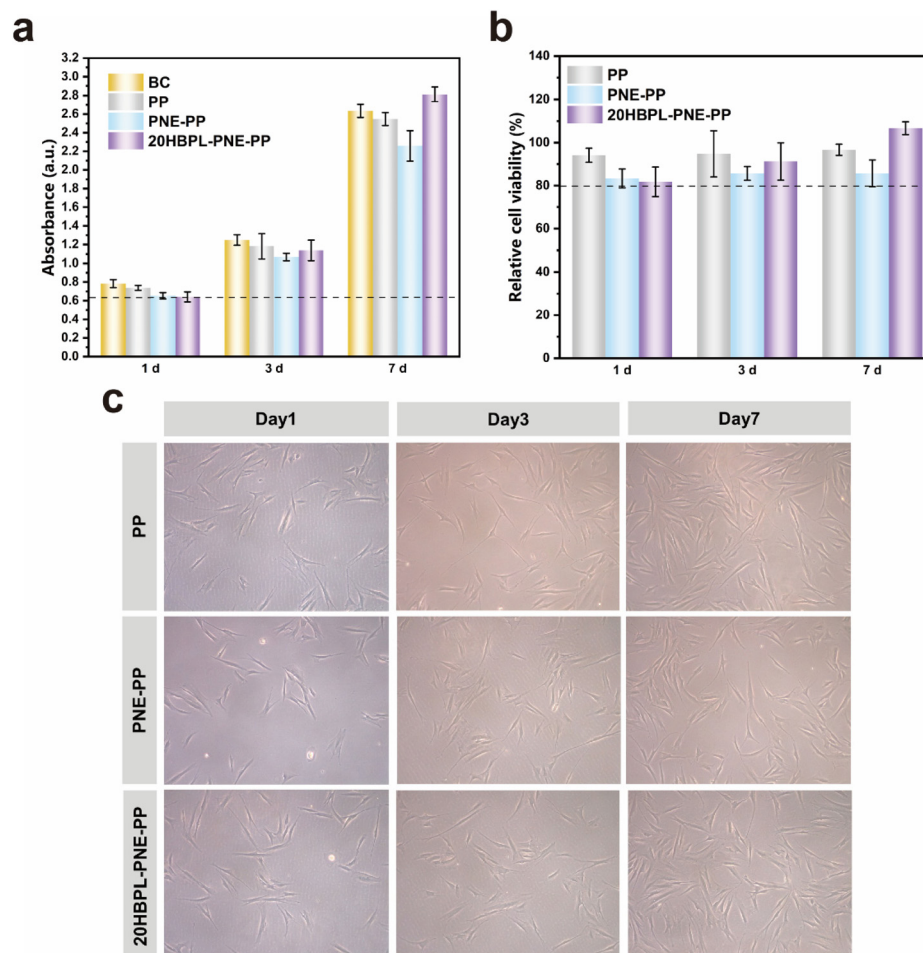 a
3.2
3.0
2.8
2.6
2.4
2.2
2.0
1.8
1.6
1.4
1.2
1.0
0.8
0.6
0.4
0.2
0.0
Absorbance (a.u.)
BC
PP
PNE-PP
20HBPL-PNE-PP
1 d
3 d
7 d
b
140
120
100
80
60
40
20
0
Relative cell viability (%)
PP
PNE-PP
20HBPL-PNE-PP
1 d
3 d
7 d
c
Day1
Day3
Day7
PP
PNE-PP
20HBPL-PNE-PP